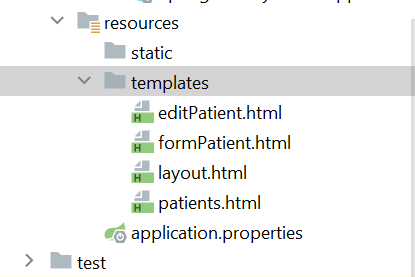 resources
static
templates
editPatient.html
formPatient.html
layout.html
patients.html
application.properties
test